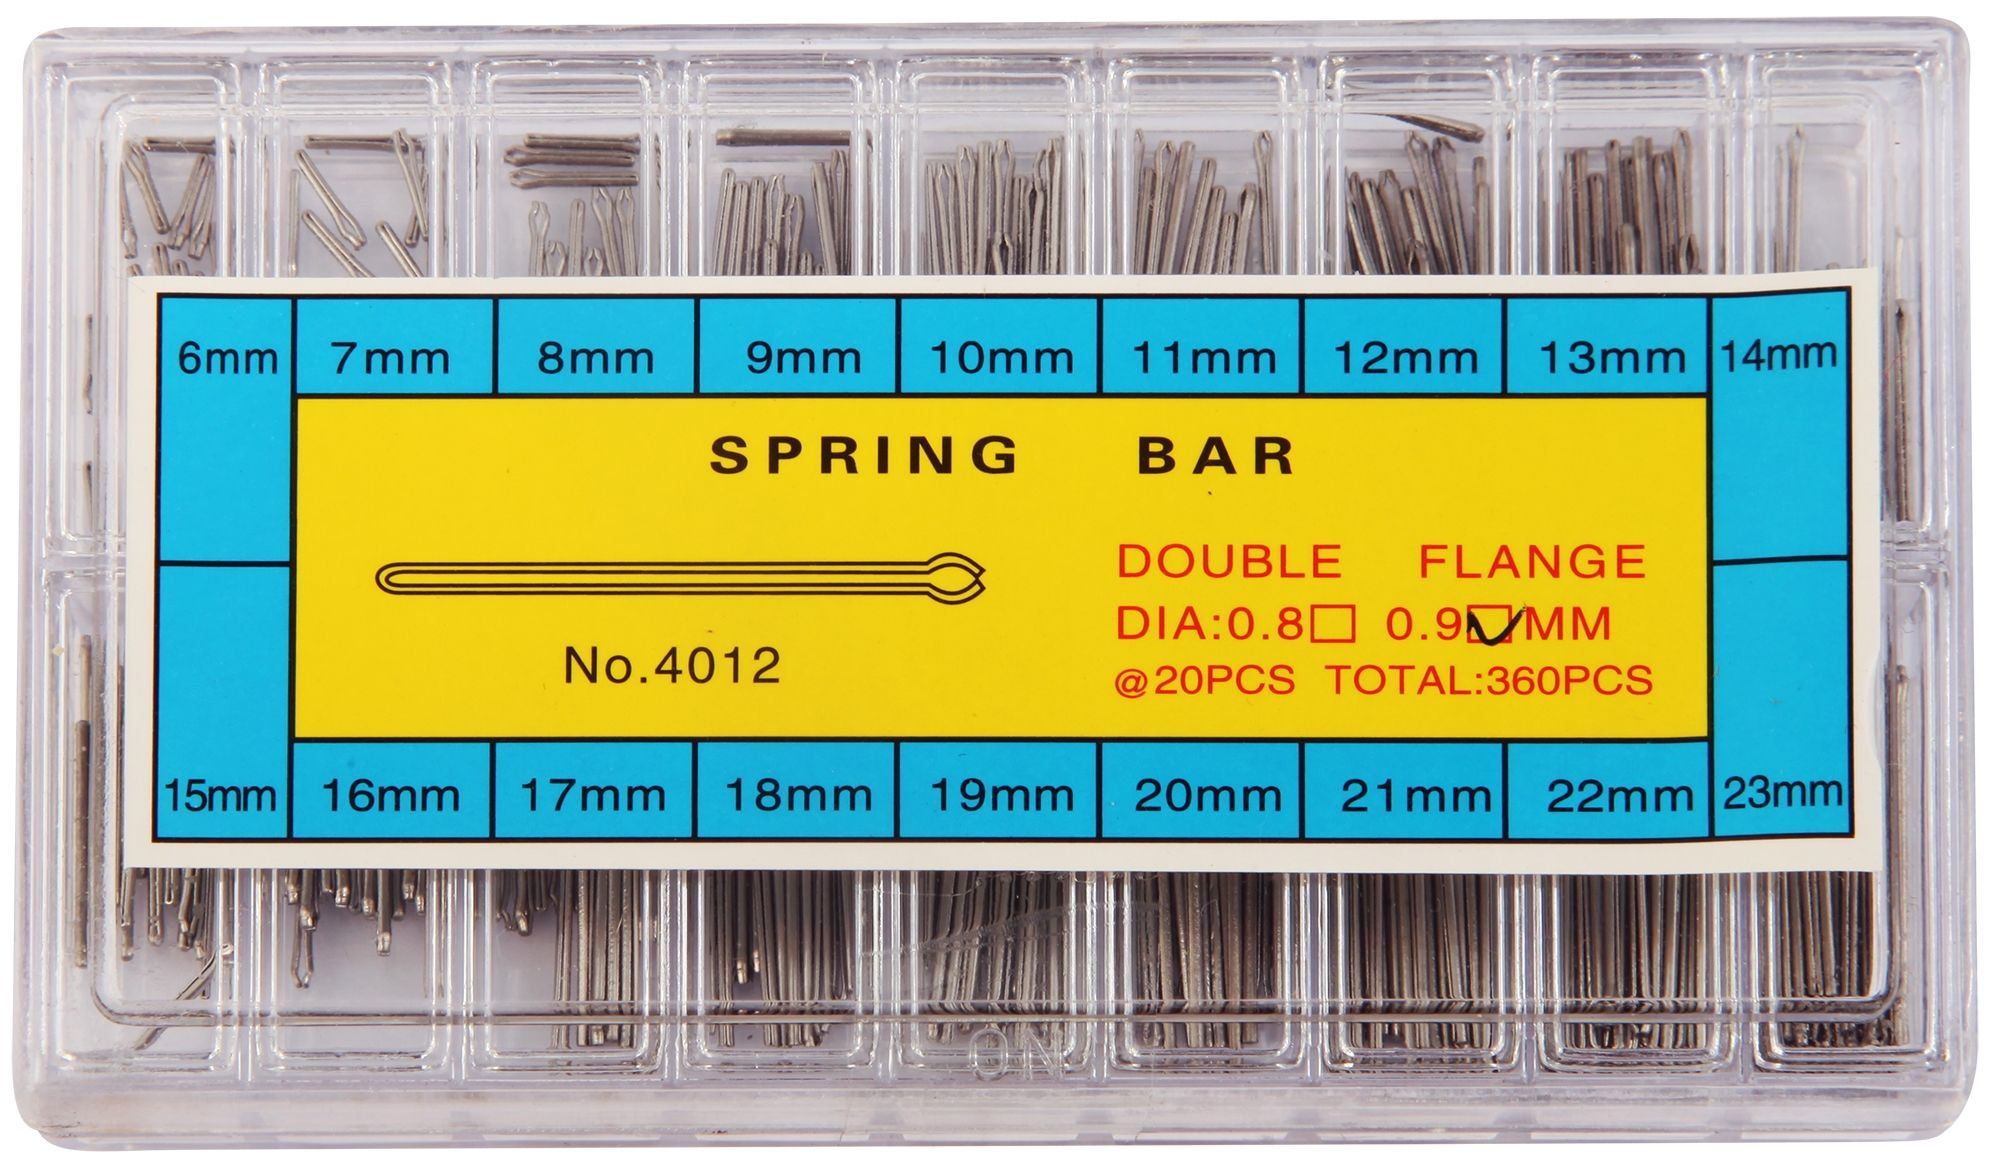 6mm 7mm 8mm 9mm 10mm 11mm 12mm 13mm 14mm
SPRING BAR
DOUBLE FLANGE
DIA:0.8☐ 0.9☑MM
No.4012
@20PCS TOTAL:360PCS
15mm 16mm 17mm 18mm 19mm 20mm 21mm 22mm 23mm